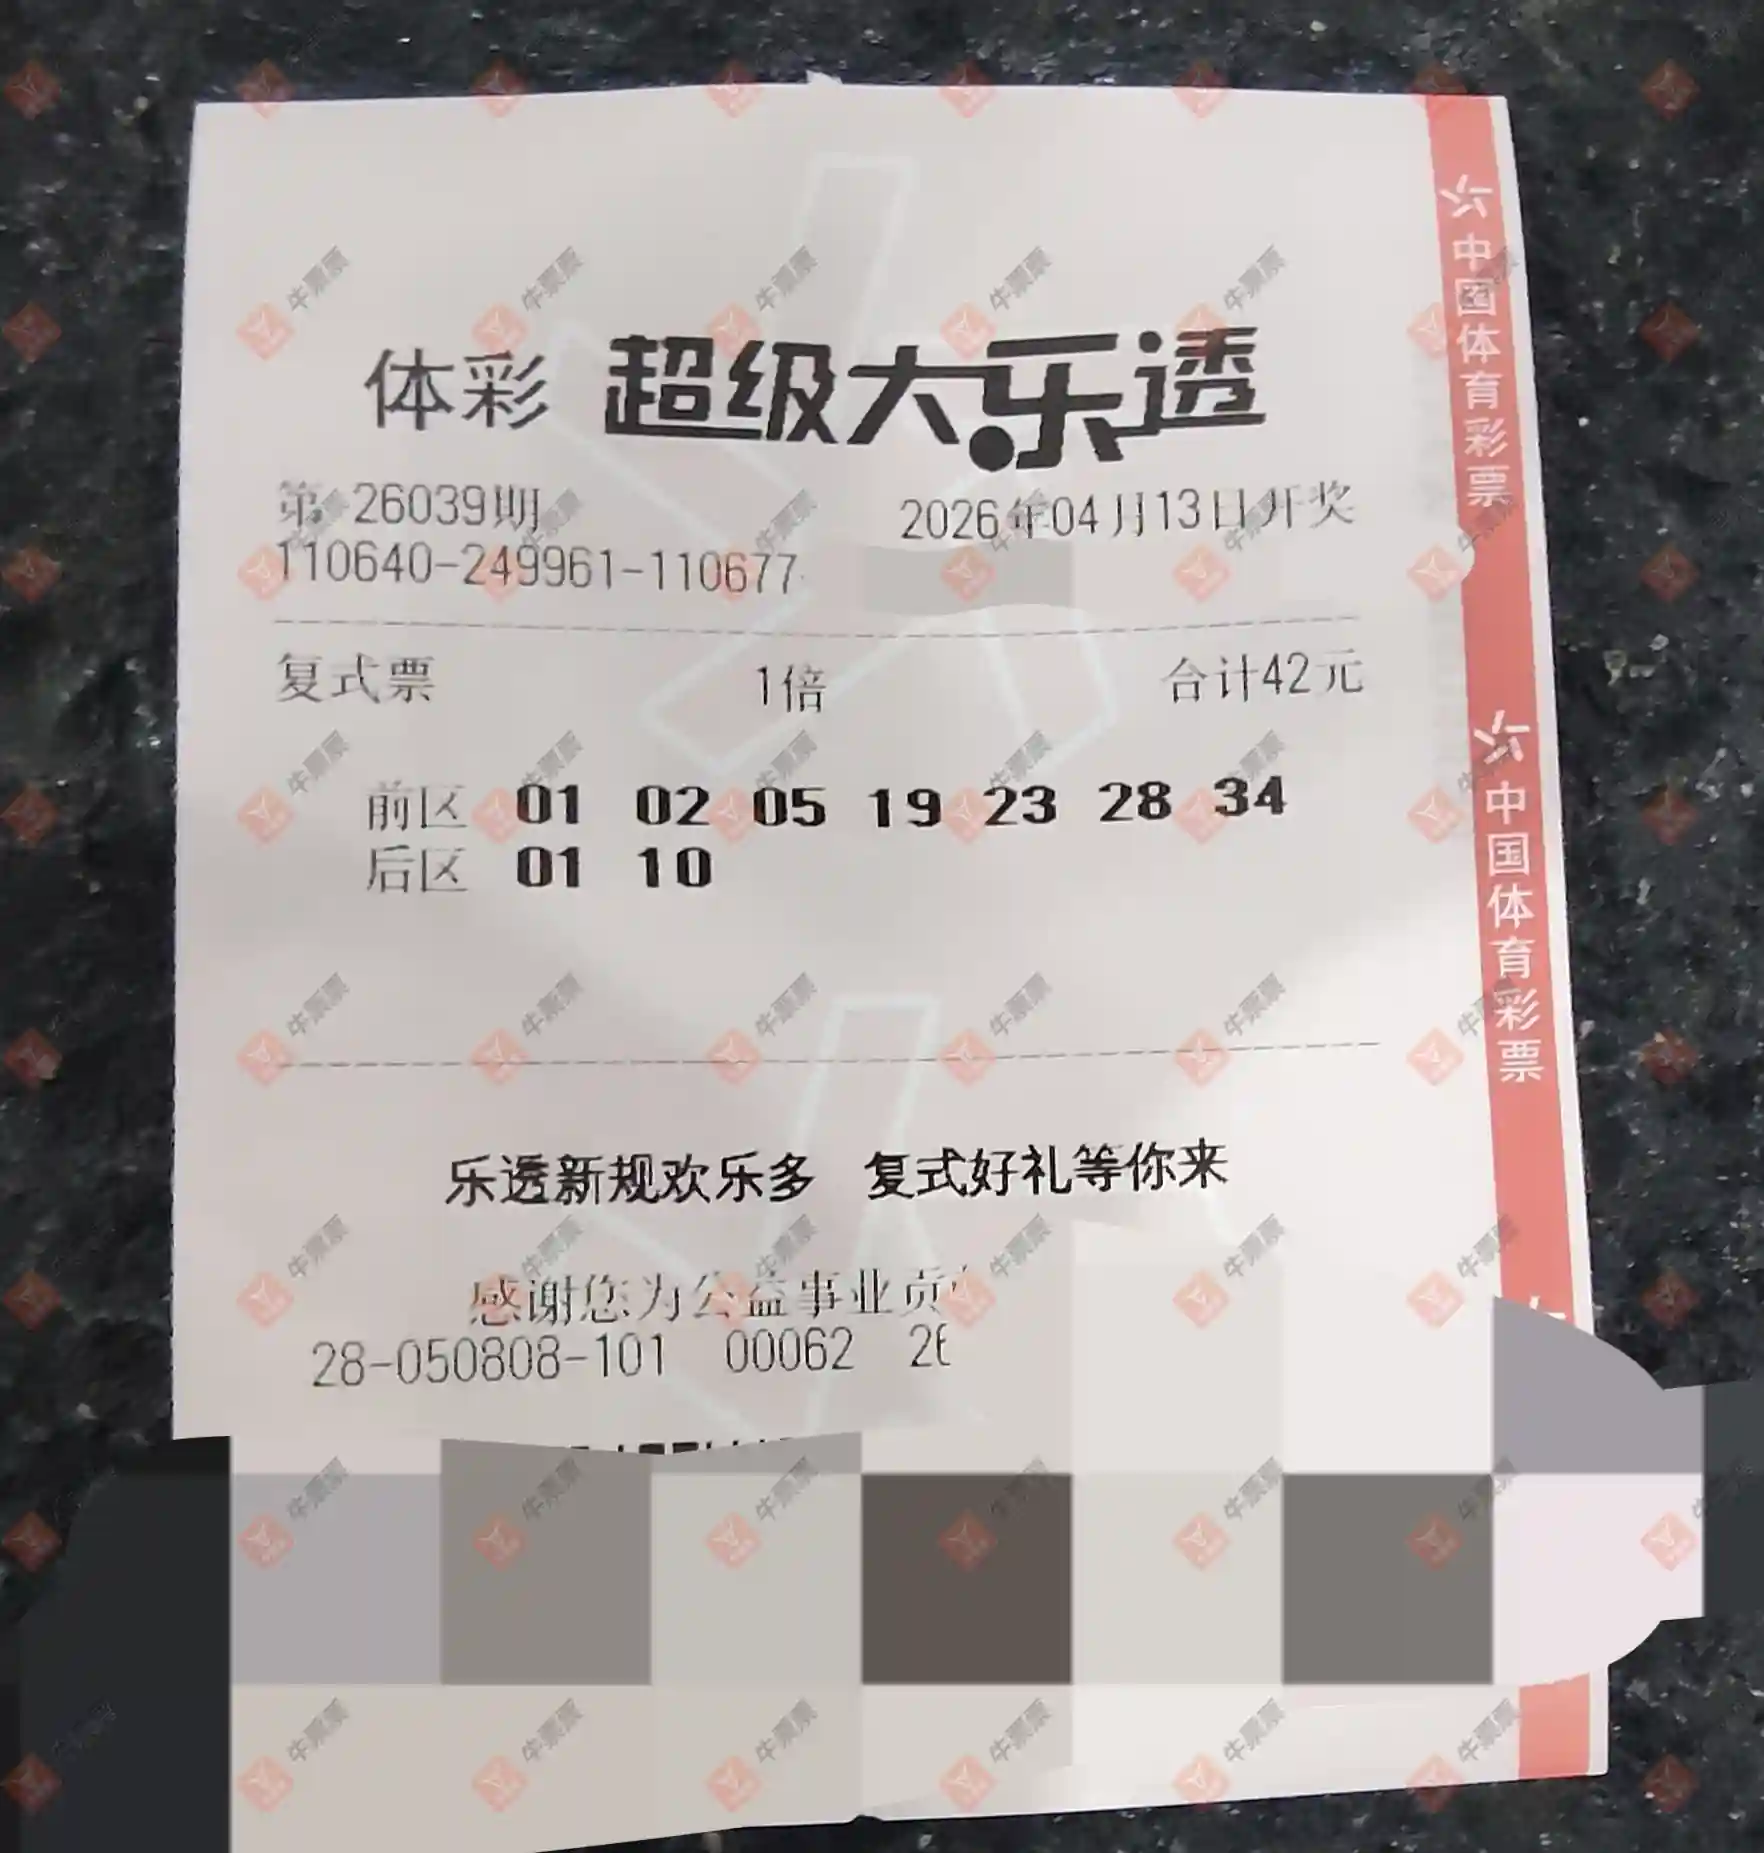 体彩 超级大乐透
第 26039期 2026年04月13日开奖
110640-249961-110677
复式票 1倍 合计42元
前区 01 02 05 19 23 28 34
后区 01 10
乐透新规欢乐多 复式好礼等你来
感谢您为公益事业贡
28-050808-101 00062 26
中国体育彩票
中国体育彩票
牛票票